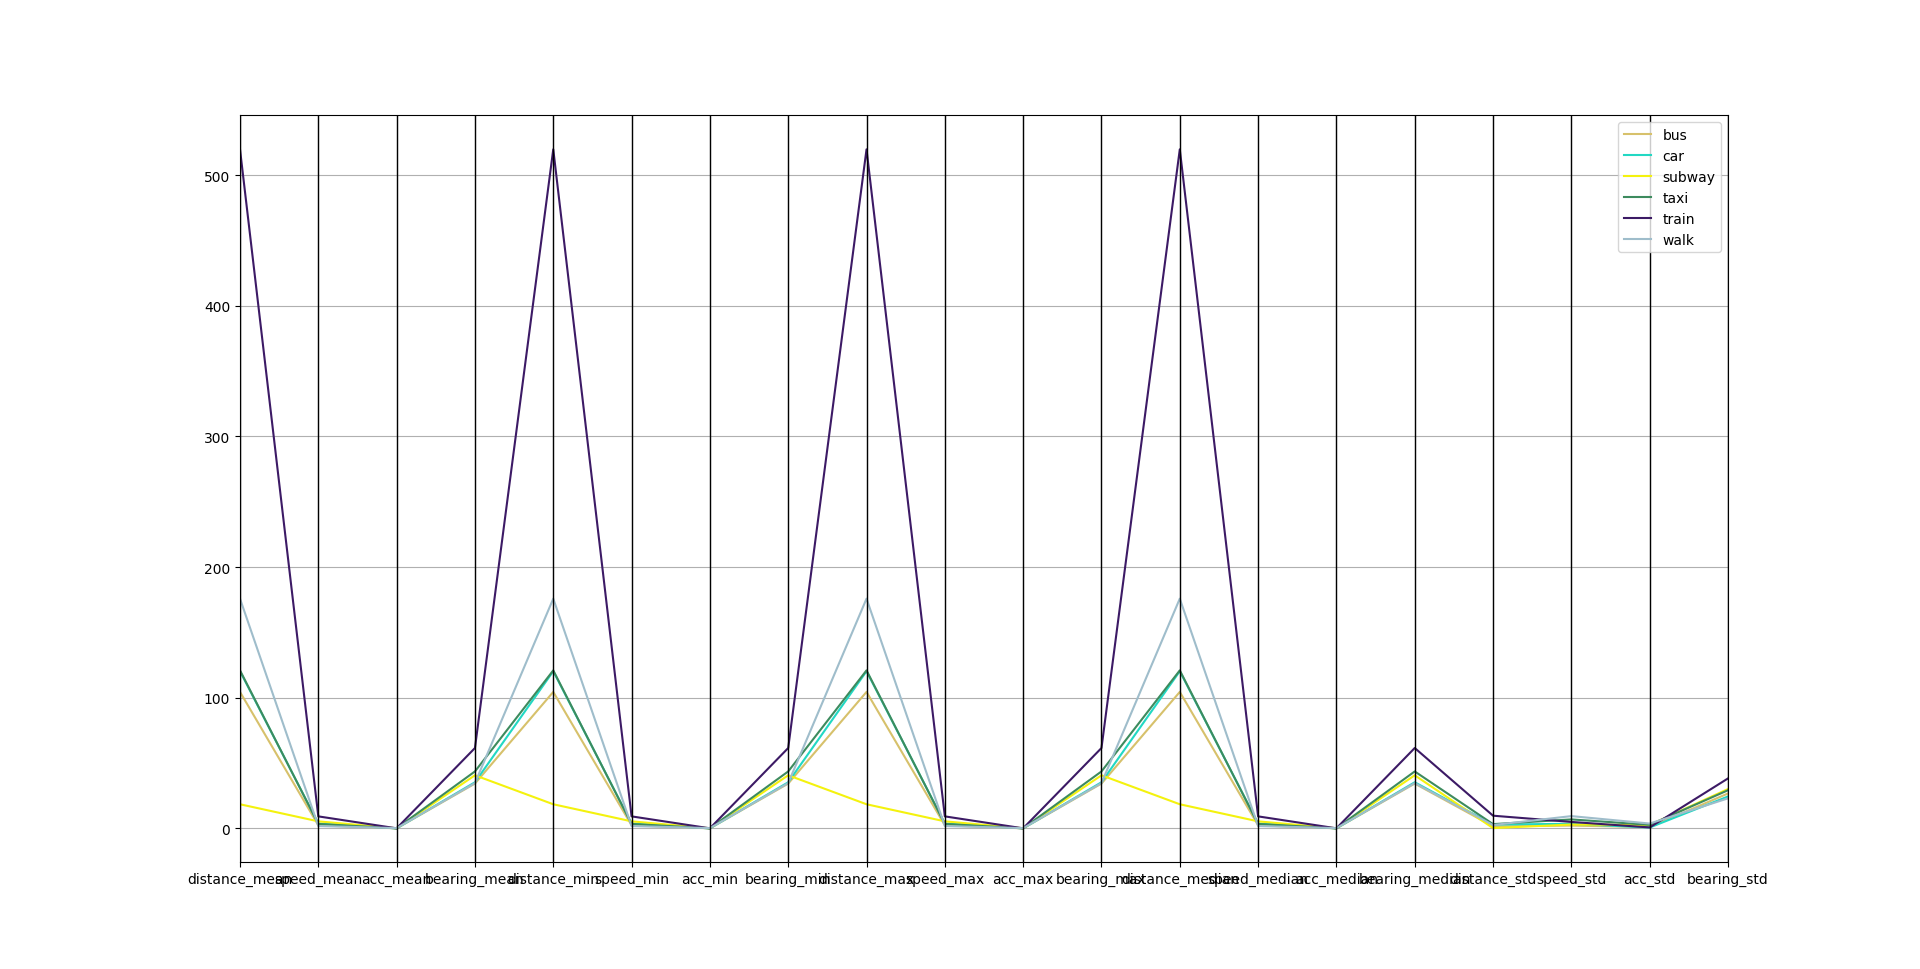 500
400
300
200
100
0
bus
car
subway
taxi
train
walk
distance_mean speed_mean acc_mean bearing_mean distance_min speed_min acc_min bearing_min distance_max speed_max acc_max bearing_max distance_median speed_median acc_median bearing_median distance_std speed_std acc_std bearing_std